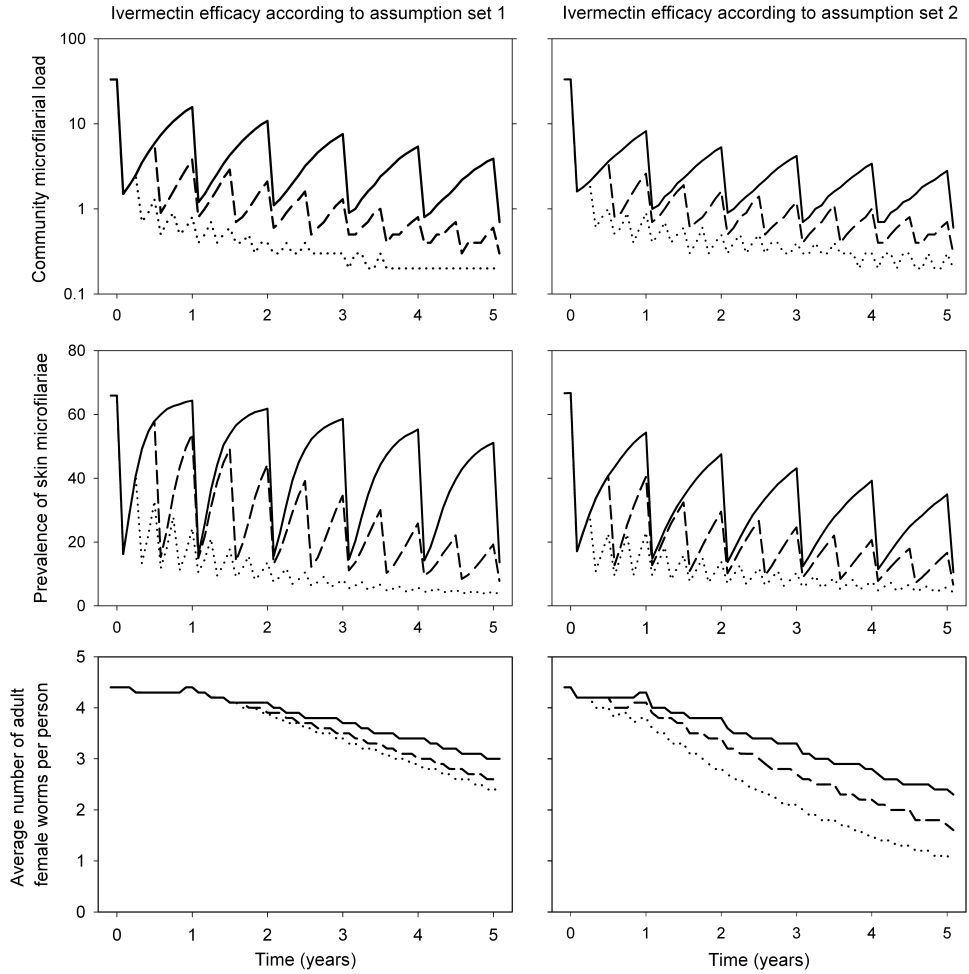 Ivermectin efficacy according to assumption set 1
Ivermectin efficacy according to assumption set 2
Community microfilarial load
100
10
1
0.1
0 1 2 3 4 5
0 1 2 3 4 5
Prevalence of skin microfilariae
80
60
40
20
0
0 1 2 3 4 5
0 1 2 3 4 5
Average number of adult
female worms per person
5
4
3
2
1
0
0 1 2 3 4 5
0 1 2 3 4 5
Time (years)
Time (years)